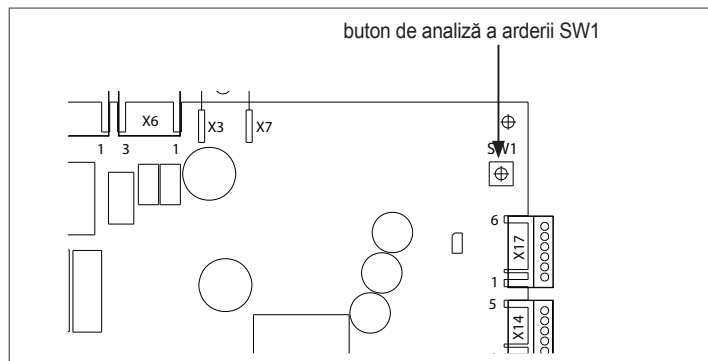 buton de analiză a arderii SW1
X6
X3
X7
1 3 1
SW1
6
X17
1
5
X14